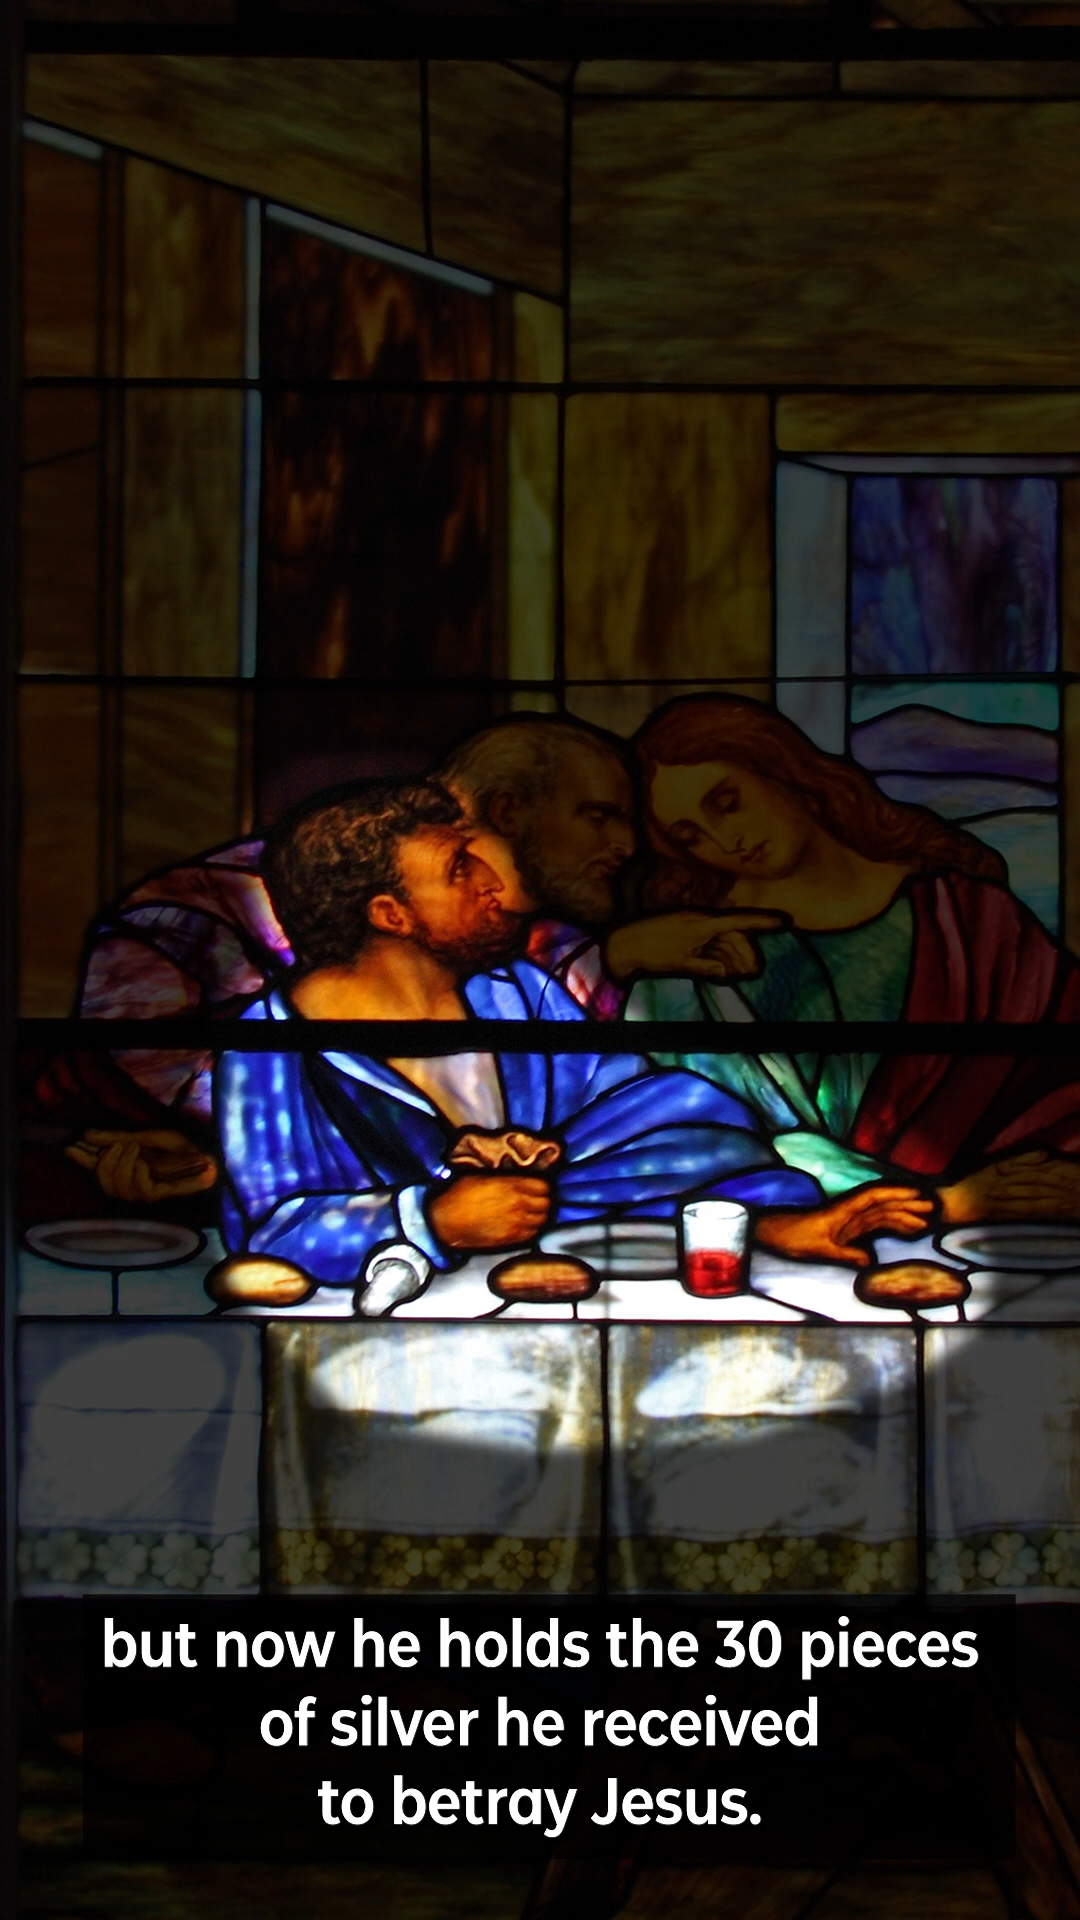 but now he holds the 30 pieces
of silver he received
to betray Jesus.